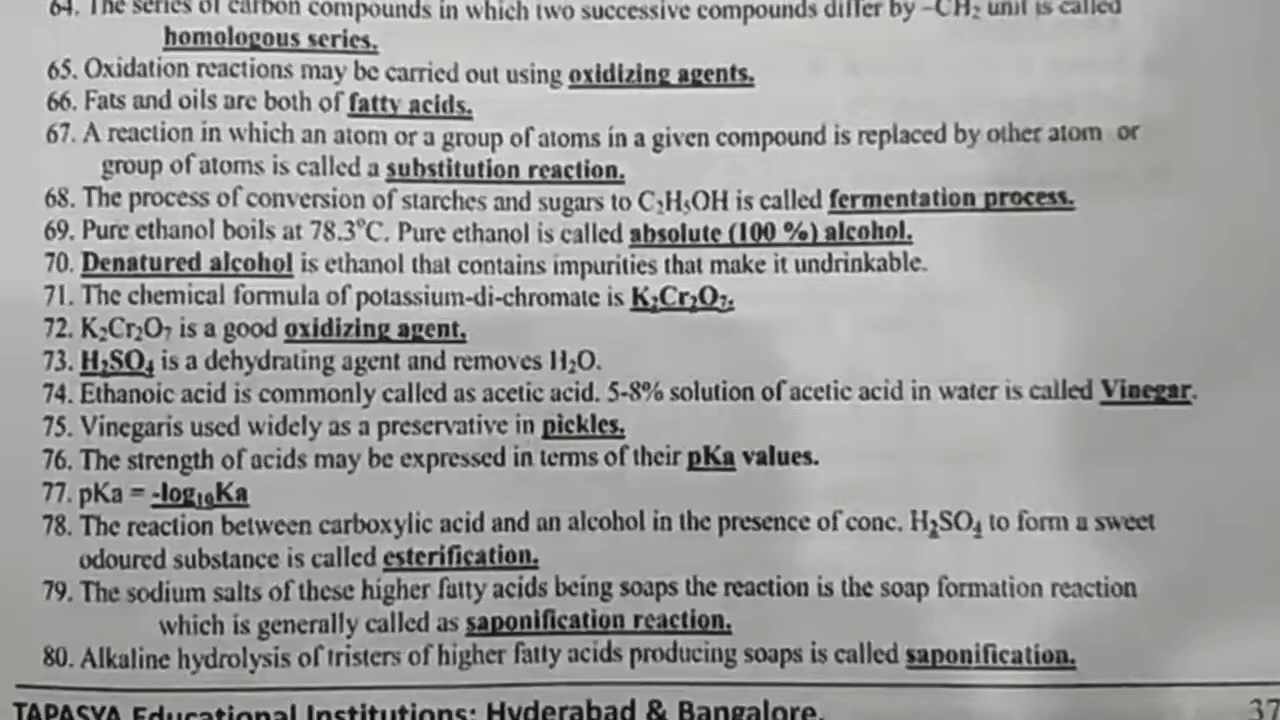 64. The series of carbon compounds in which two successive compounds differ by –CH₂ unit is called
homologous series.
65. Oxidation reactions may be carried out using oxidizing agents.
66. Fats and oils are both of fatty acids.
67. A reaction in which an atom or a group of atoms in a given compound is replaced by other atom or
group of atoms is called a substitution reaction.
68. The process of conversion of starches and sugars to C₂H₅OH is called fermentation process.
69. Pure ethanol boils at 78.3°C. Pure ethanol is called absolute (100 %) alcohol.
70. Denatured alcohol is ethanol that contains impurities that make it undrinkable.
71. The chemical formula of potassium-di-chromate is K₂Cr₂O₇.
72. K₂Cr₂O₇ is a good oxidizing agent.
73. H₂SO₄ is a dehydrating agent and removes H₂O.
74. Ethanoic acid is commonly called as acetic acid. 5-8% solution of acetic acid in water is called Vinegar.
75. Vinegaris used widely as a preservative in pickles.
76. The strength of acids may be expressed in terms of their pKa values.
77. pKa = -log₁₀Ka
78. The reaction between carboxylic acid and an alcohol in the presence of conc. H₂SO₄ to form a sweet
odoured substance is called esterification.
79. The sodium salts of these higher fatty acids being soaps the reaction is the soap formation reaction
which is generally called as saponification reaction.
80. Alkaline hydrolysis of tristers of higher fatty acids producing soaps is called saponification.
TAPASYA Educational Institutions: Hyderabad & Bangalore. 37